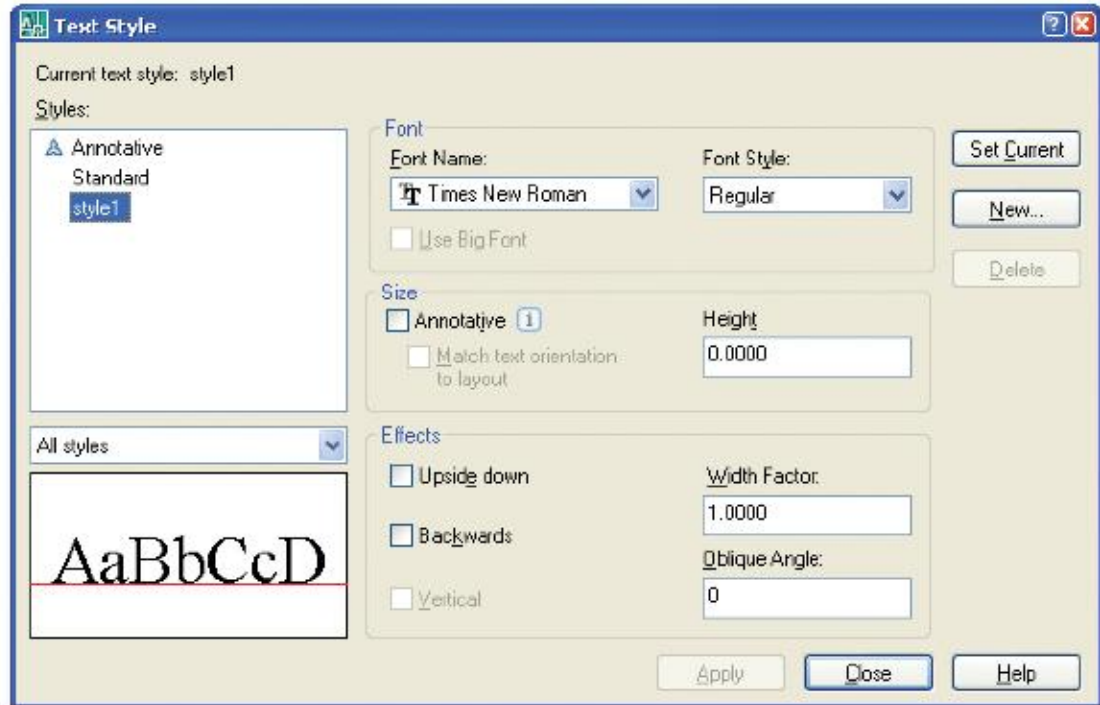 Text Style
Current text style: style1
Styles:
Annotative
Standard
style1
All styles
AaBbCcD
Font
Font Name:
Font Style:
Times New Roman
Regular
Use Big Font
Size
Annotative
Height
Match text orientation
to layout
0.0000
Effects
Upside down
Width Factor:
1.0000
Backwards
Oblique Angle:
0
Vertical
Set Current
New...
Delete
Apply
Close
Help